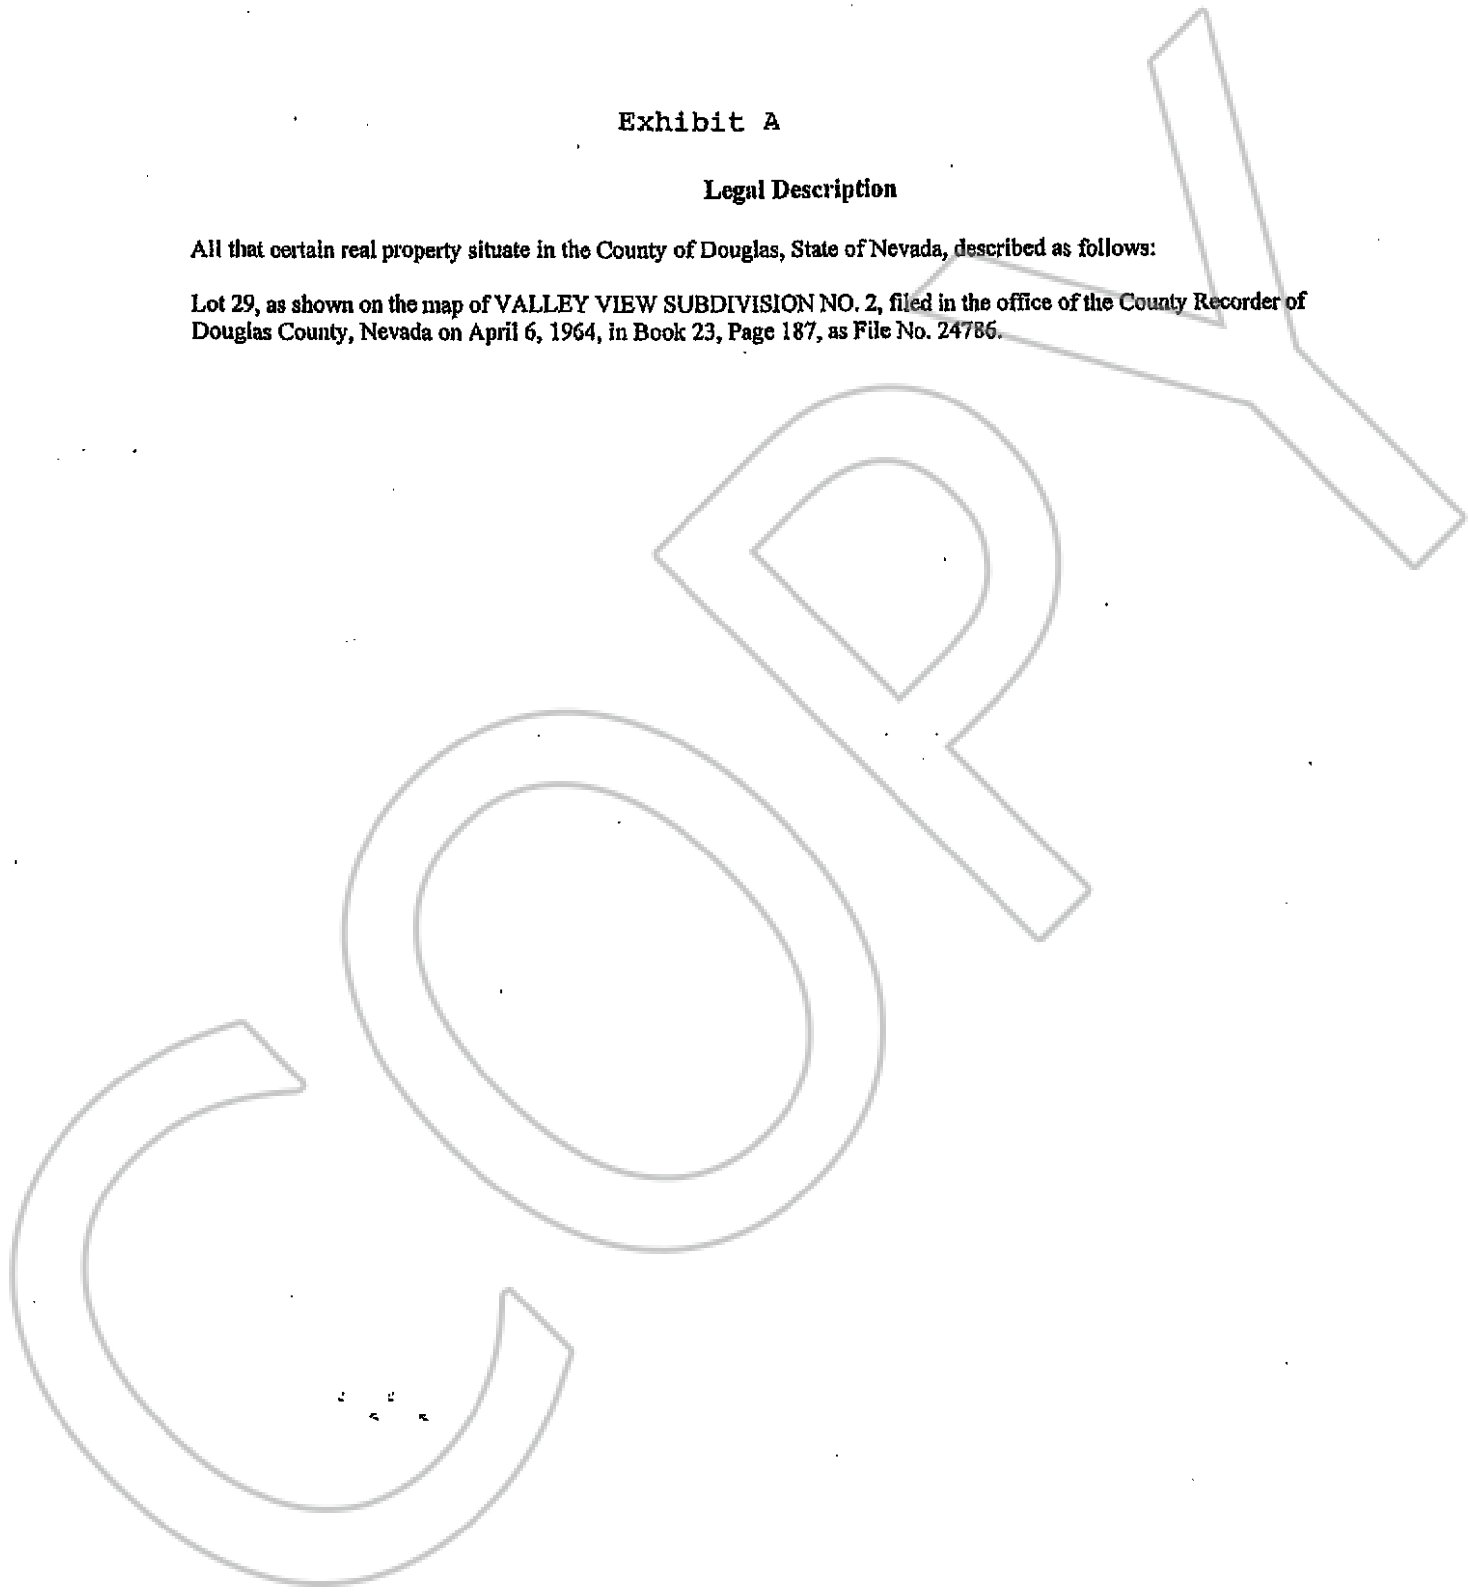 Exhibit A
Legal Description
All that certain real property situate in the County of Douglas, State of Nevada, described as follows:
Lot 29, as shown on the map of VALLEY VIEW SUBDIVISION NO. 2, filed in the office of the County Recorder of
Douglas County, Nevada on April 6, 1964, in Book 23, Page 187, as File No. 24786.
COPY